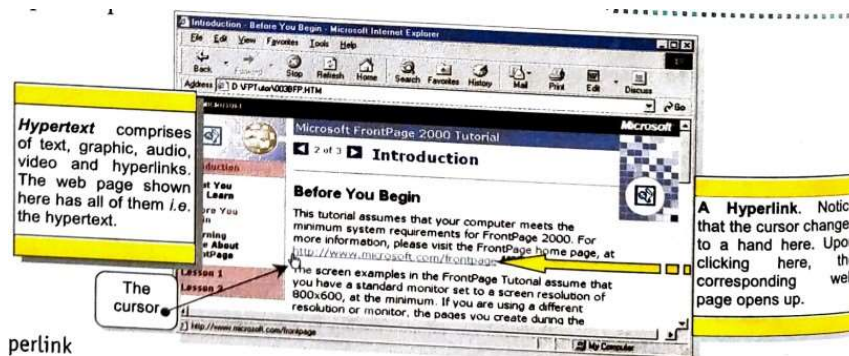 Introduction - Before You Begin - Microsoft Internet Explorer
File Edit View Favorites Tools Help
Back Forward Stop Refresh Home Search Favorites History Mail Print Edit Discuss
Address D:\FPTutor\003BFP.HTM Go
Microsoft
Microsoft FrontPage 2000 Tutorial
2 of 3 Introduction
Hypertext comprises
of text, graphic, audio,
video and hyperlinks.
The web page shown
here has all of them i.e.
the hypertext.
Before You Begin
This tutorial assumes that your computer meets the
minimum system requirements for FrontPage 2000. For
more information, please visit the FrontPage home page, at
http://www.microsoft.com/frontpage
The screen examples in the FrontPage Tutorial assume that
you have a standard monitor set to a screen resolution of
800x600, at the minimum. If you are using a different
resolution or monitor, the pages you create during the
Lesson 1
A Hyperlink. Notic
that the cursor change
to a hand here. Upo
clicking here, th
corresponding we
page opens up.
The
cursor
http://www.microsoft.com/frontpage
My Computer
perlink